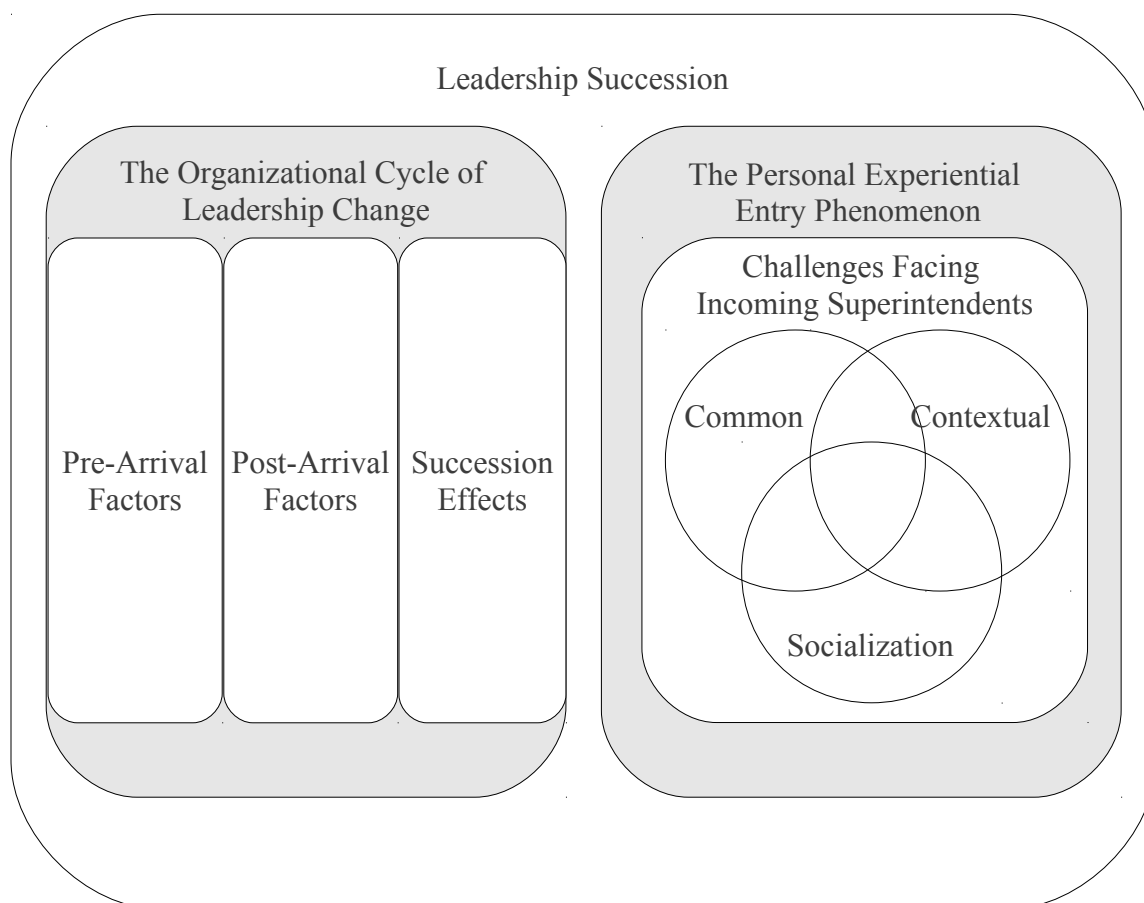 Leadership Succession
The Organizational Cycle of
Leadership Change
Pre-Arrival
Factors
Post-Arrival
Factors
Succession
Effects
The Personal Experiential
Entry Phenomenon
Challenges Facing
Incoming Superintendents
Common
Contextual
Socialization